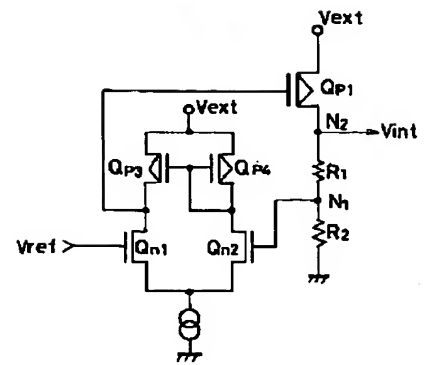 Vext
QP1
Vext
N2
Vint
QP3
QP4
R1
N1
Vref
Qn1
Qn2
R2